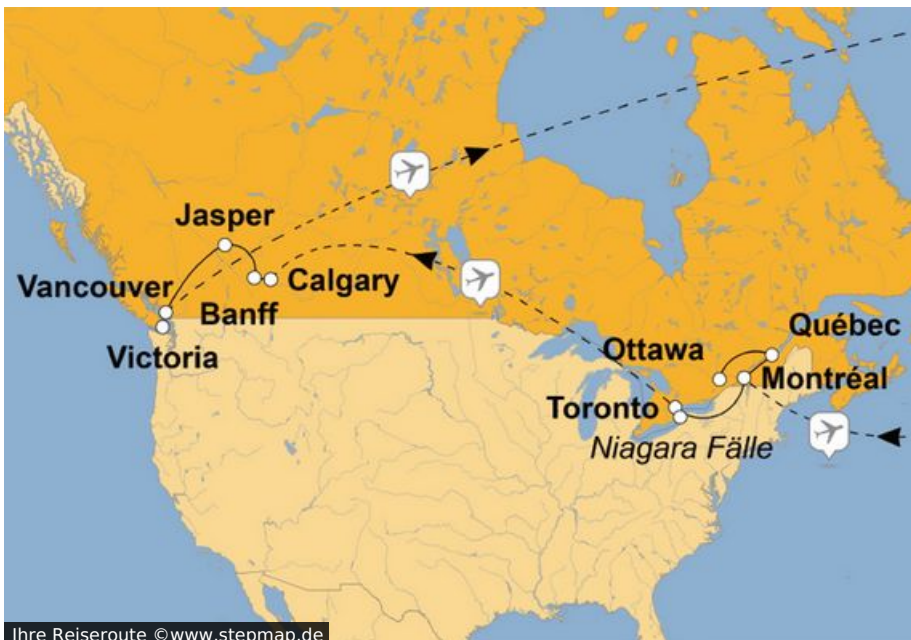 Jasper
Vancouver
Calgary
Banff
Victoria
Québec
Ottawa
Montréal
Toronto
Niagara Fälle
Ihre Reiseroute ©www.stepmap.de